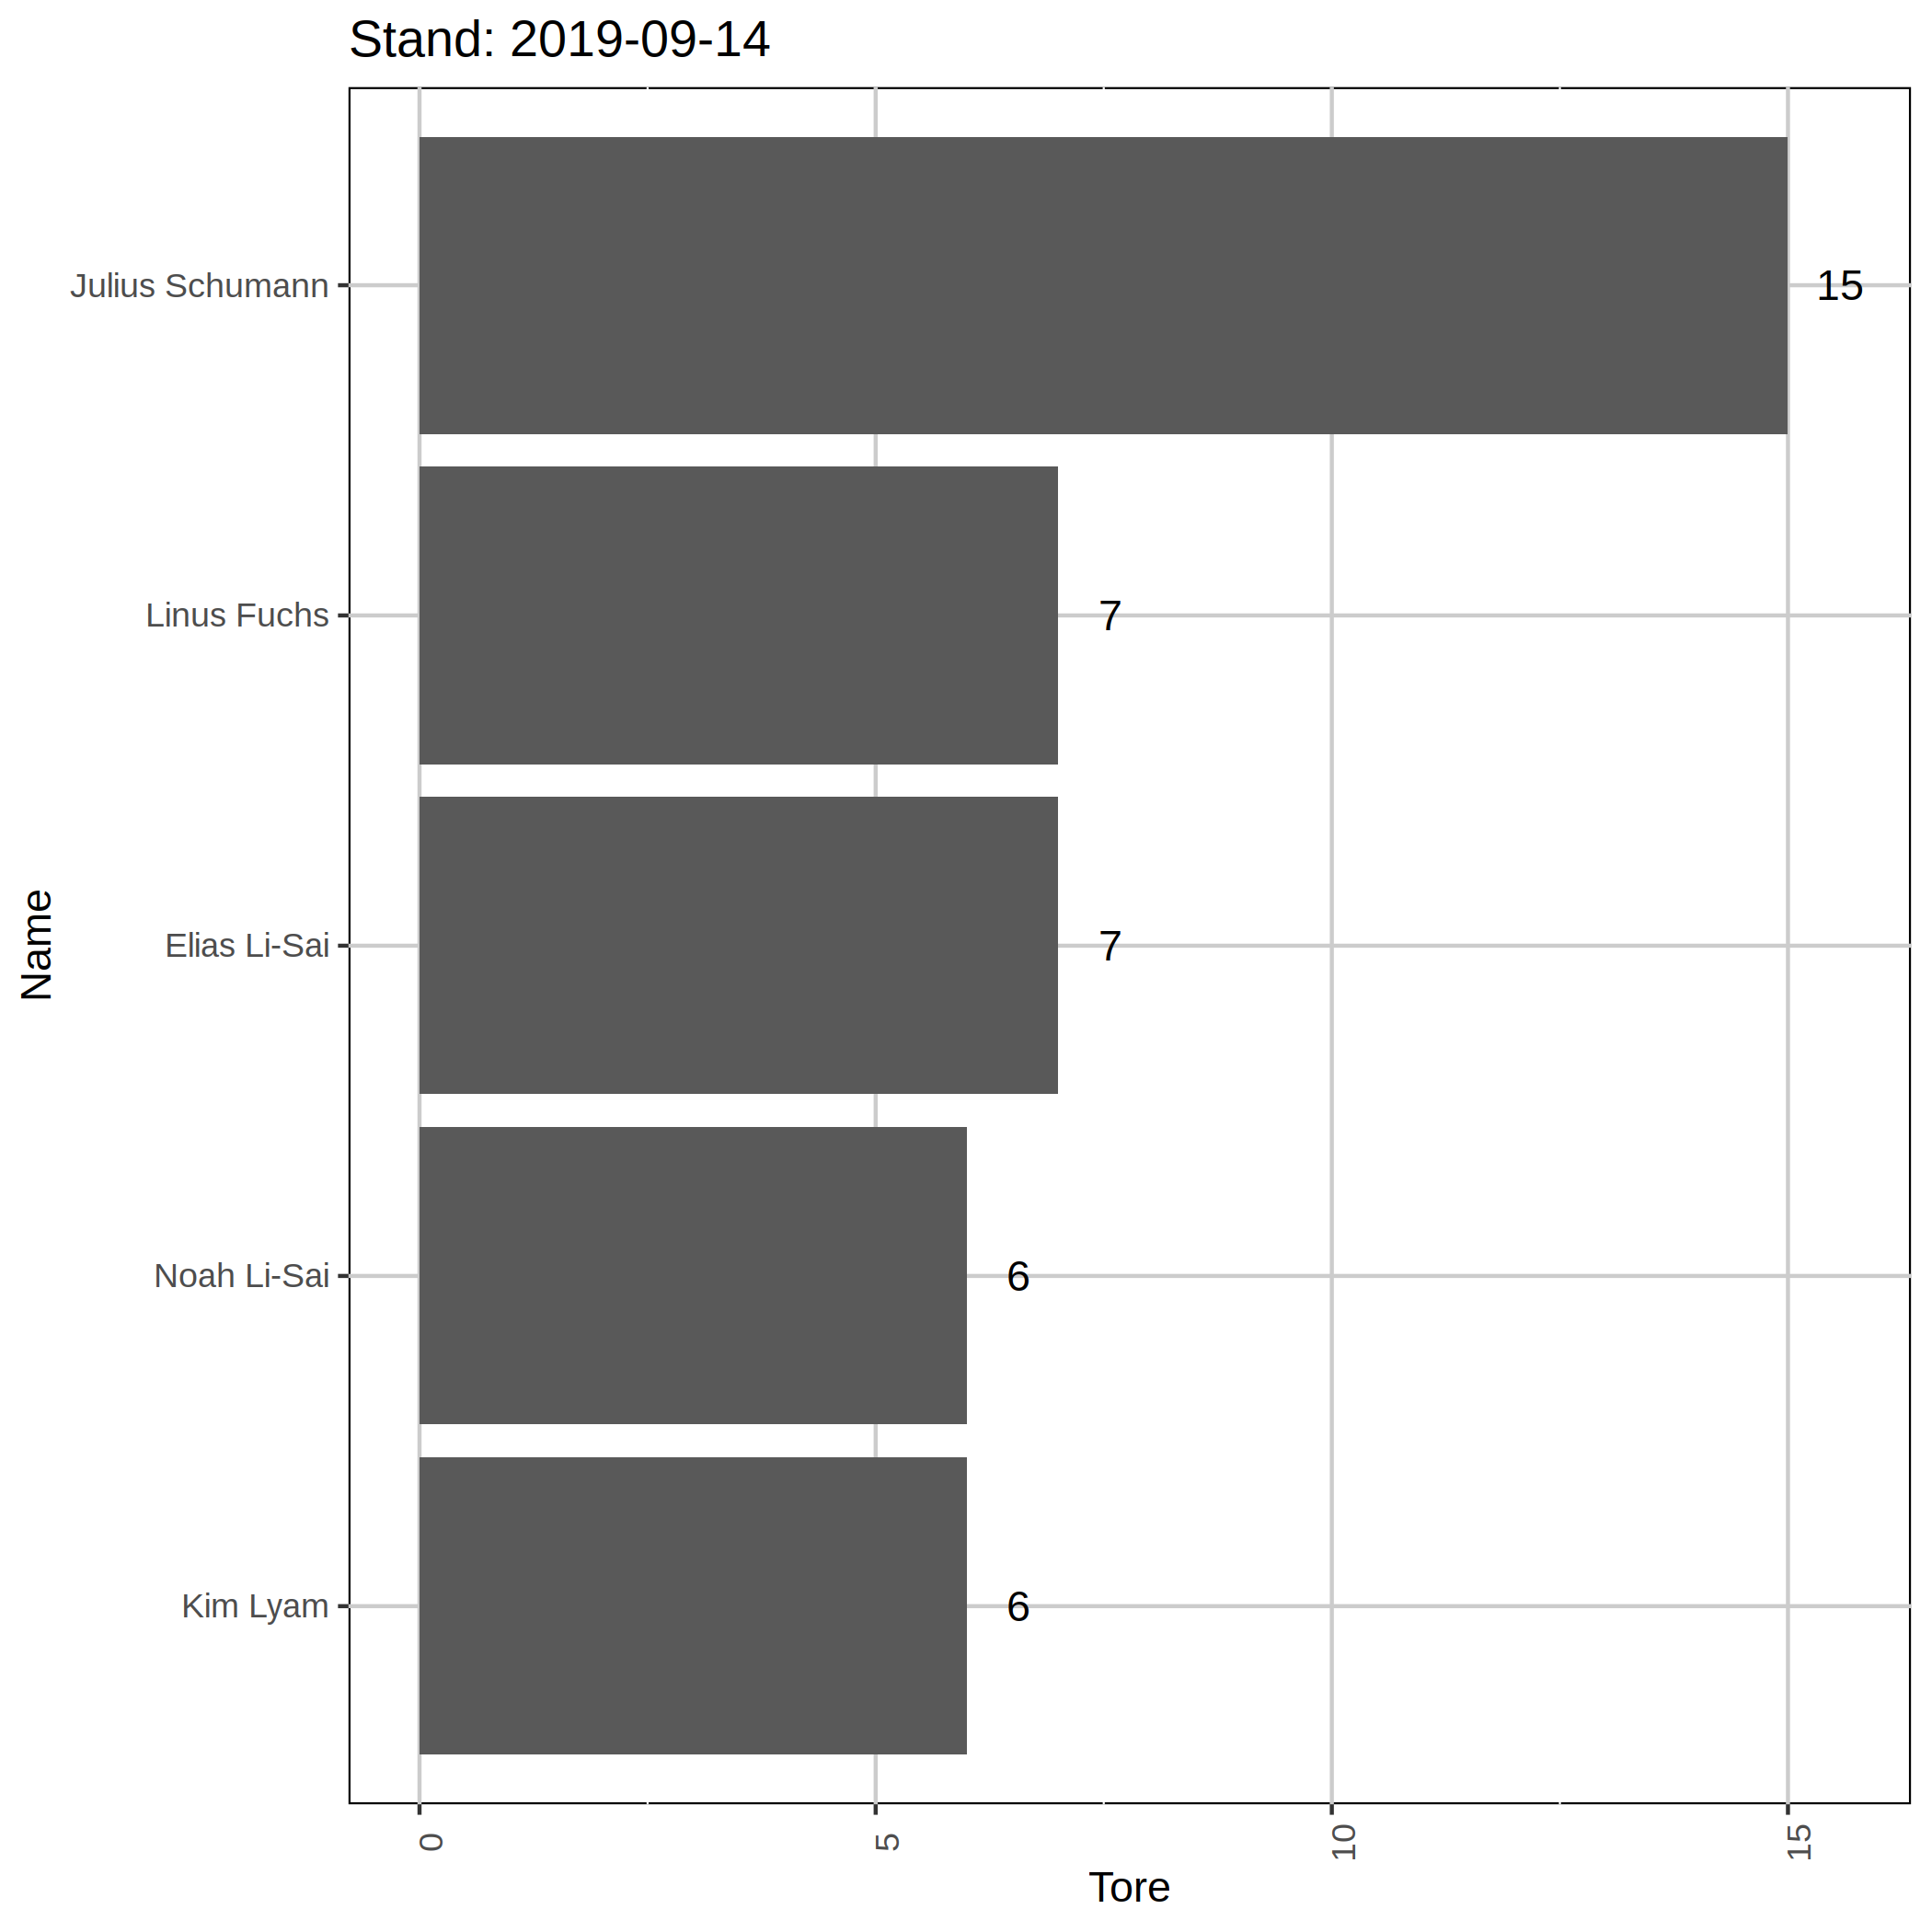 Stand: 2019-09-14
Julius Schumann
15
Linus Fuchs
7
Elias Li-Sai
7
Noah Li-Sai
6
Kim Lyam
6
Name
0
5
10
15
Tore